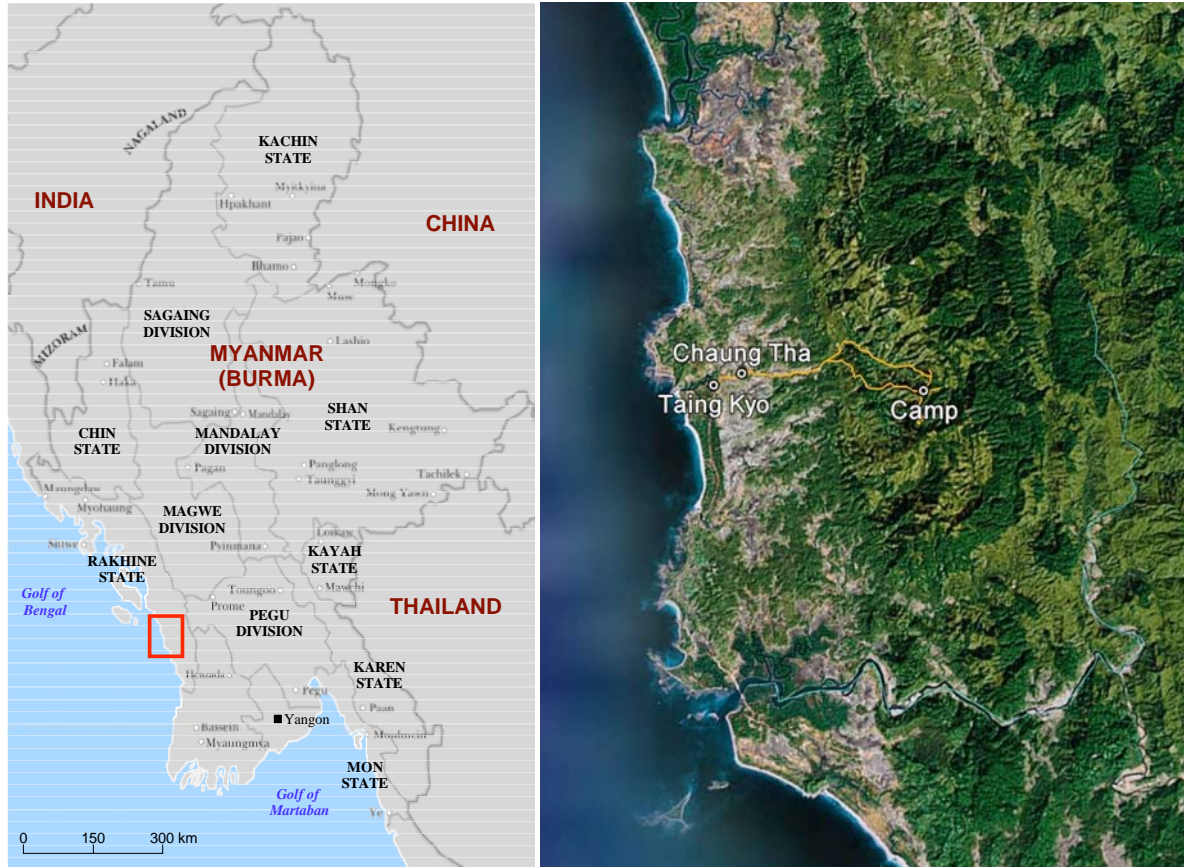 NAGALAND
KACHIN
STATE
Myitkyina
Hpakhant
INDIA
CHINA
Pajao
Bhamo
Mongko
Tamu
Muse
SAGAING
DIVISION
MIZORAM
Lashio
MYANMAR
(BURMA)
Falam
Haka
Sagaing
Mandalay
SHAN
STATE
Kengtung
CHIN
STATE
MANDALAY
DIVISION
Pagan
Panglong
Taunggyi
Tachilek
Mong Yawn
Maungdaw
Myohaung
MAGWE
DIVISION
Loikaw
Sittwe
Pyinmana
KAYAH
STATE
RAKHINE
STATE
Mawchi
Toungoo
Prome
Golf of
Bengal
THAILAND
PEGU
DIVISION
Henzada
KAREN
STATE
Pegu
Paan
Yangon
Bassein
Myaungmya
Moulmein
MON
STATE
Golf of
Martaban
Ye
0 150 300 km
Chaung Tha
Taing Kyo
Camp